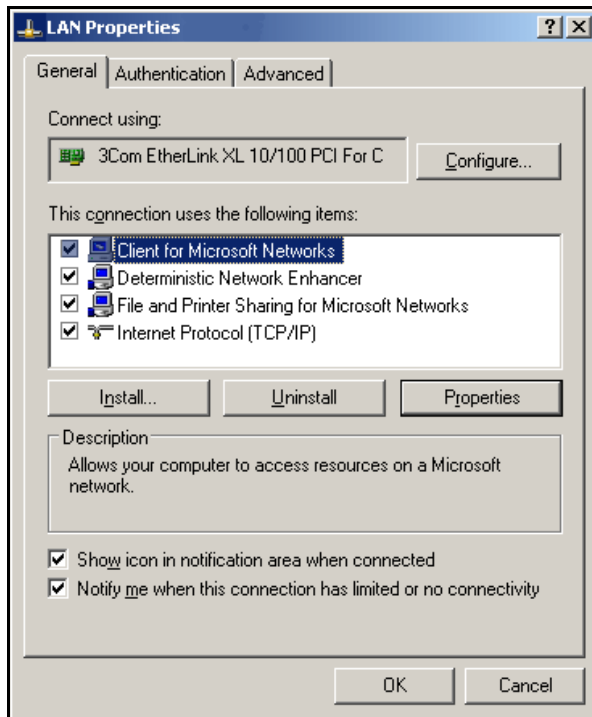 LAN Properties
General Authentication Advanced
Connect using:
3Com EtherLink XL 10/100 PCI For C
Configure...
This connection uses the following items:
Client for Microsoft Networks
Deterministic Network Enhancer
File and Printer Sharing for Microsoft Networks
Internet Protocol (TCP/IP)
Install... Uninstall Properties
Description
Allows your computer to access resources on a Microsoft
network.
Show icon in notification area when connected
Notify me when this connection has limited or no connectivity
OK Cancel